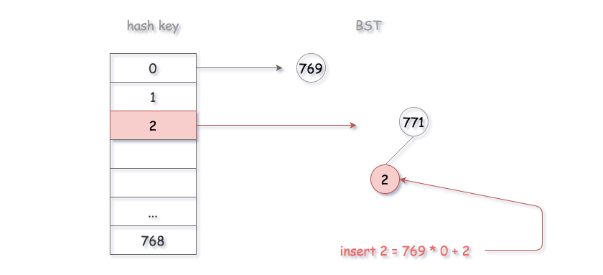 hash key
BST
0
769
1
2
771
2
...
768
insert 2 = 769 * 0 + 2